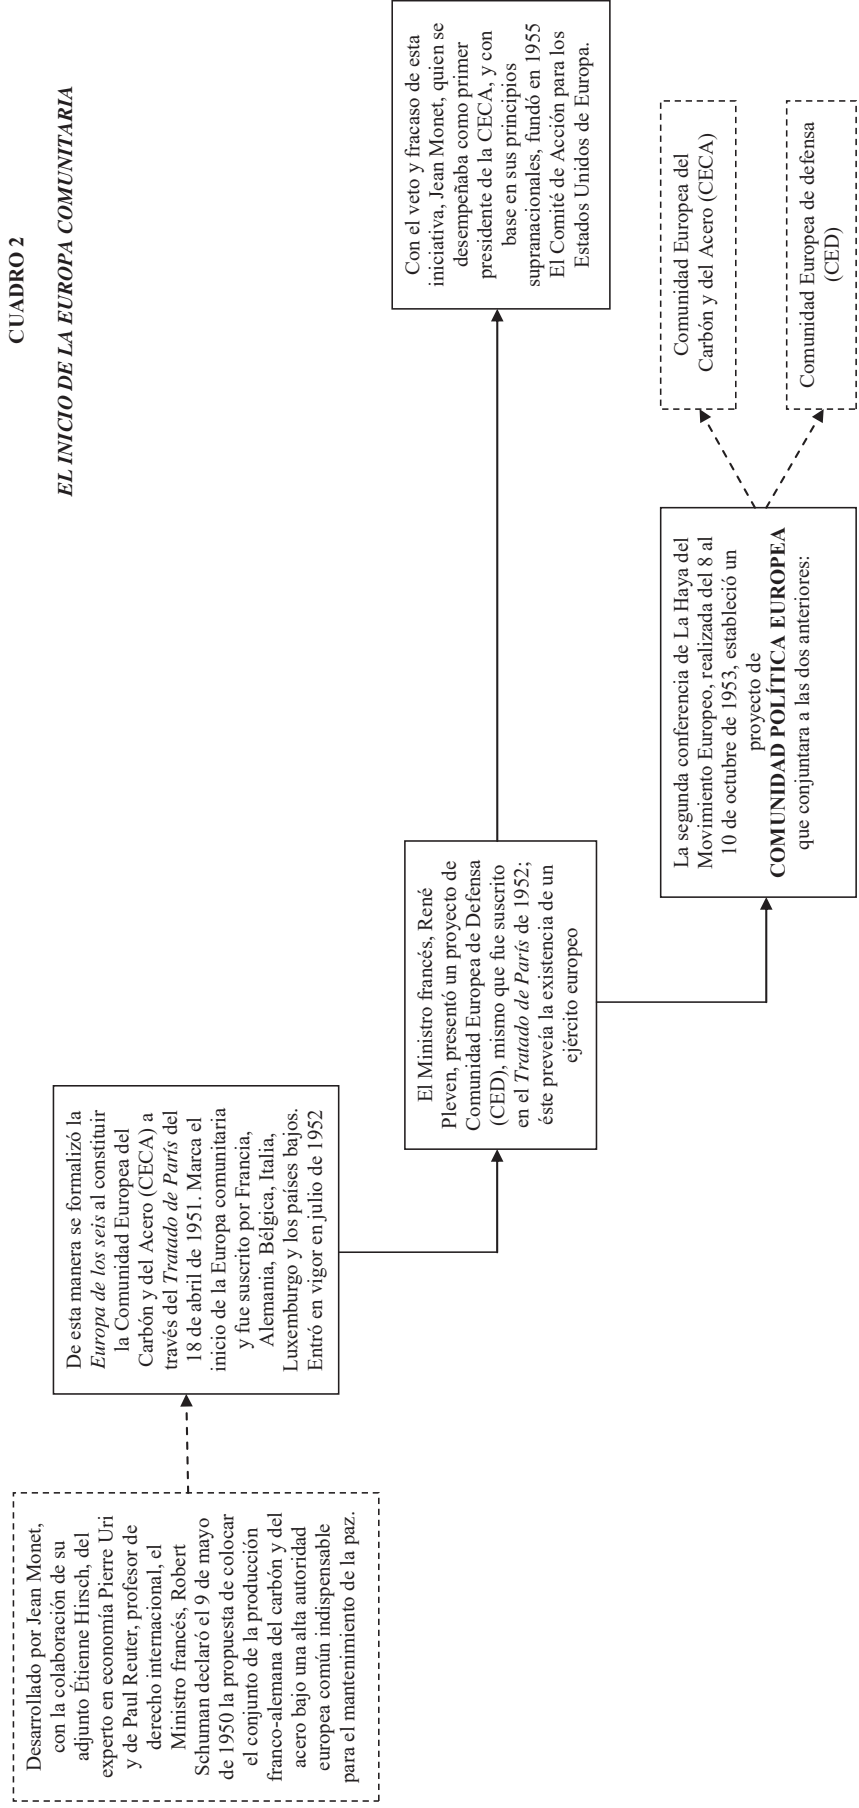 CUADRO 2
EL INICIO DE LA EUROPA COMUNITARIA
Desarrollado por Jean Monet,
con la colaboración de su
adjunto Étienne Hirsch, del
experto en economía Pierre Uri
y de Paul Reuter, profesor de
derecho internacional, el
Ministro francés, Robert
Schuman declaró el 9 de mayo
de 1950 la propuesta de colocar
el conjunto de la producción
franco-alemana del carbón y del
acero bajo una alta autoridad
europea común indispensable
para el mantenimiento de la paz.
De esta manera se formalizó la
Europa de los seis al constituir
la Comunidad Europea del
Carbón y del Acero (CECA) a
través del Tratado de París del
18 de abril de 1951. Marca el
inicio de la Europa comunitaria
y fue suscrito por Francia,
Alemania, Bélgica, Italia,
Luxemburgo y los países bajos.
Entró en vigor en julio de 1952
El Ministro francés, René
Pleven, presentó un proyecto de
Comunidad Europea de Defensa
(CED), mismo que fue suscrito
en el Tratado de París de 1952;
éste preveía la existencia de un
ejército europeo
Con el veto y fracaso de esta
iniciativa, Jean Monet, quien se
desempeñaba como primer
presidente de la CECA, y con
base en sus principios
supranacionales, fundó en 1955
El Comité de Acción para los
Estados Unidos de Europa.
La segunda conferencia de La Haya del
Movimiento Europeo, realizada del 8 al
10 de octubre de 1953, estableció un
proyecto de
COMUNIDAD POLÍTICA EUROPEA
que conjuntara a las dos anteriores:
Comunidad Europea del
Carbón y del Acero (CECA)
Comunidad Europea de defensa
(CED)